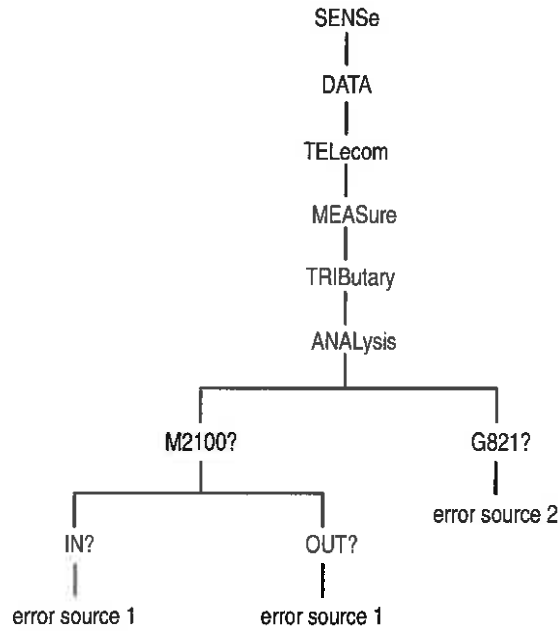 SENSe
DATA
TELecom
MEASure
TRIButary
ANALysis
M2100?
G821?
error source 2
IN?
OUT?
error source 1
error source 1